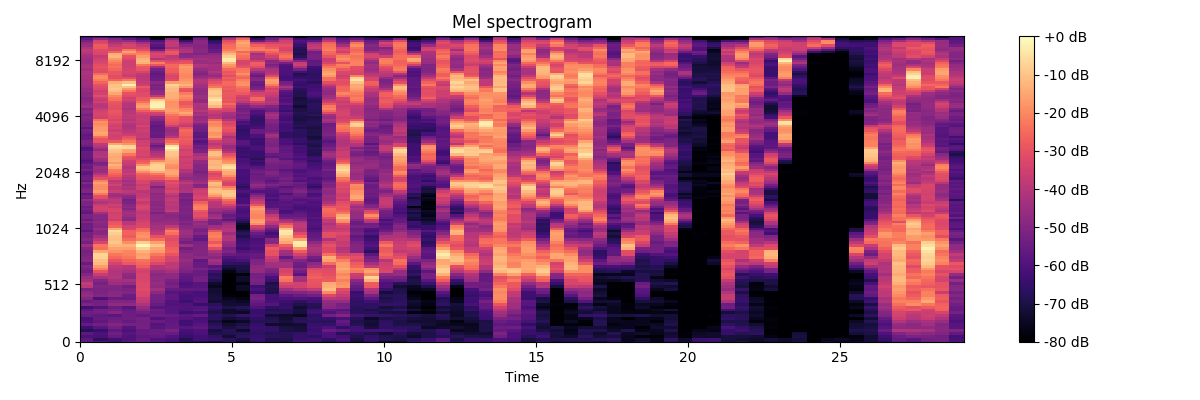 Mel spectrogram
Hz
8192
4096
2048
1024
512
0
0 5 10 15 20 25
Time
+0 dB
-10 dB
-20 dB
-30 dB
-40 dB
-50 dB
-60 dB
-70 dB
-80 dB